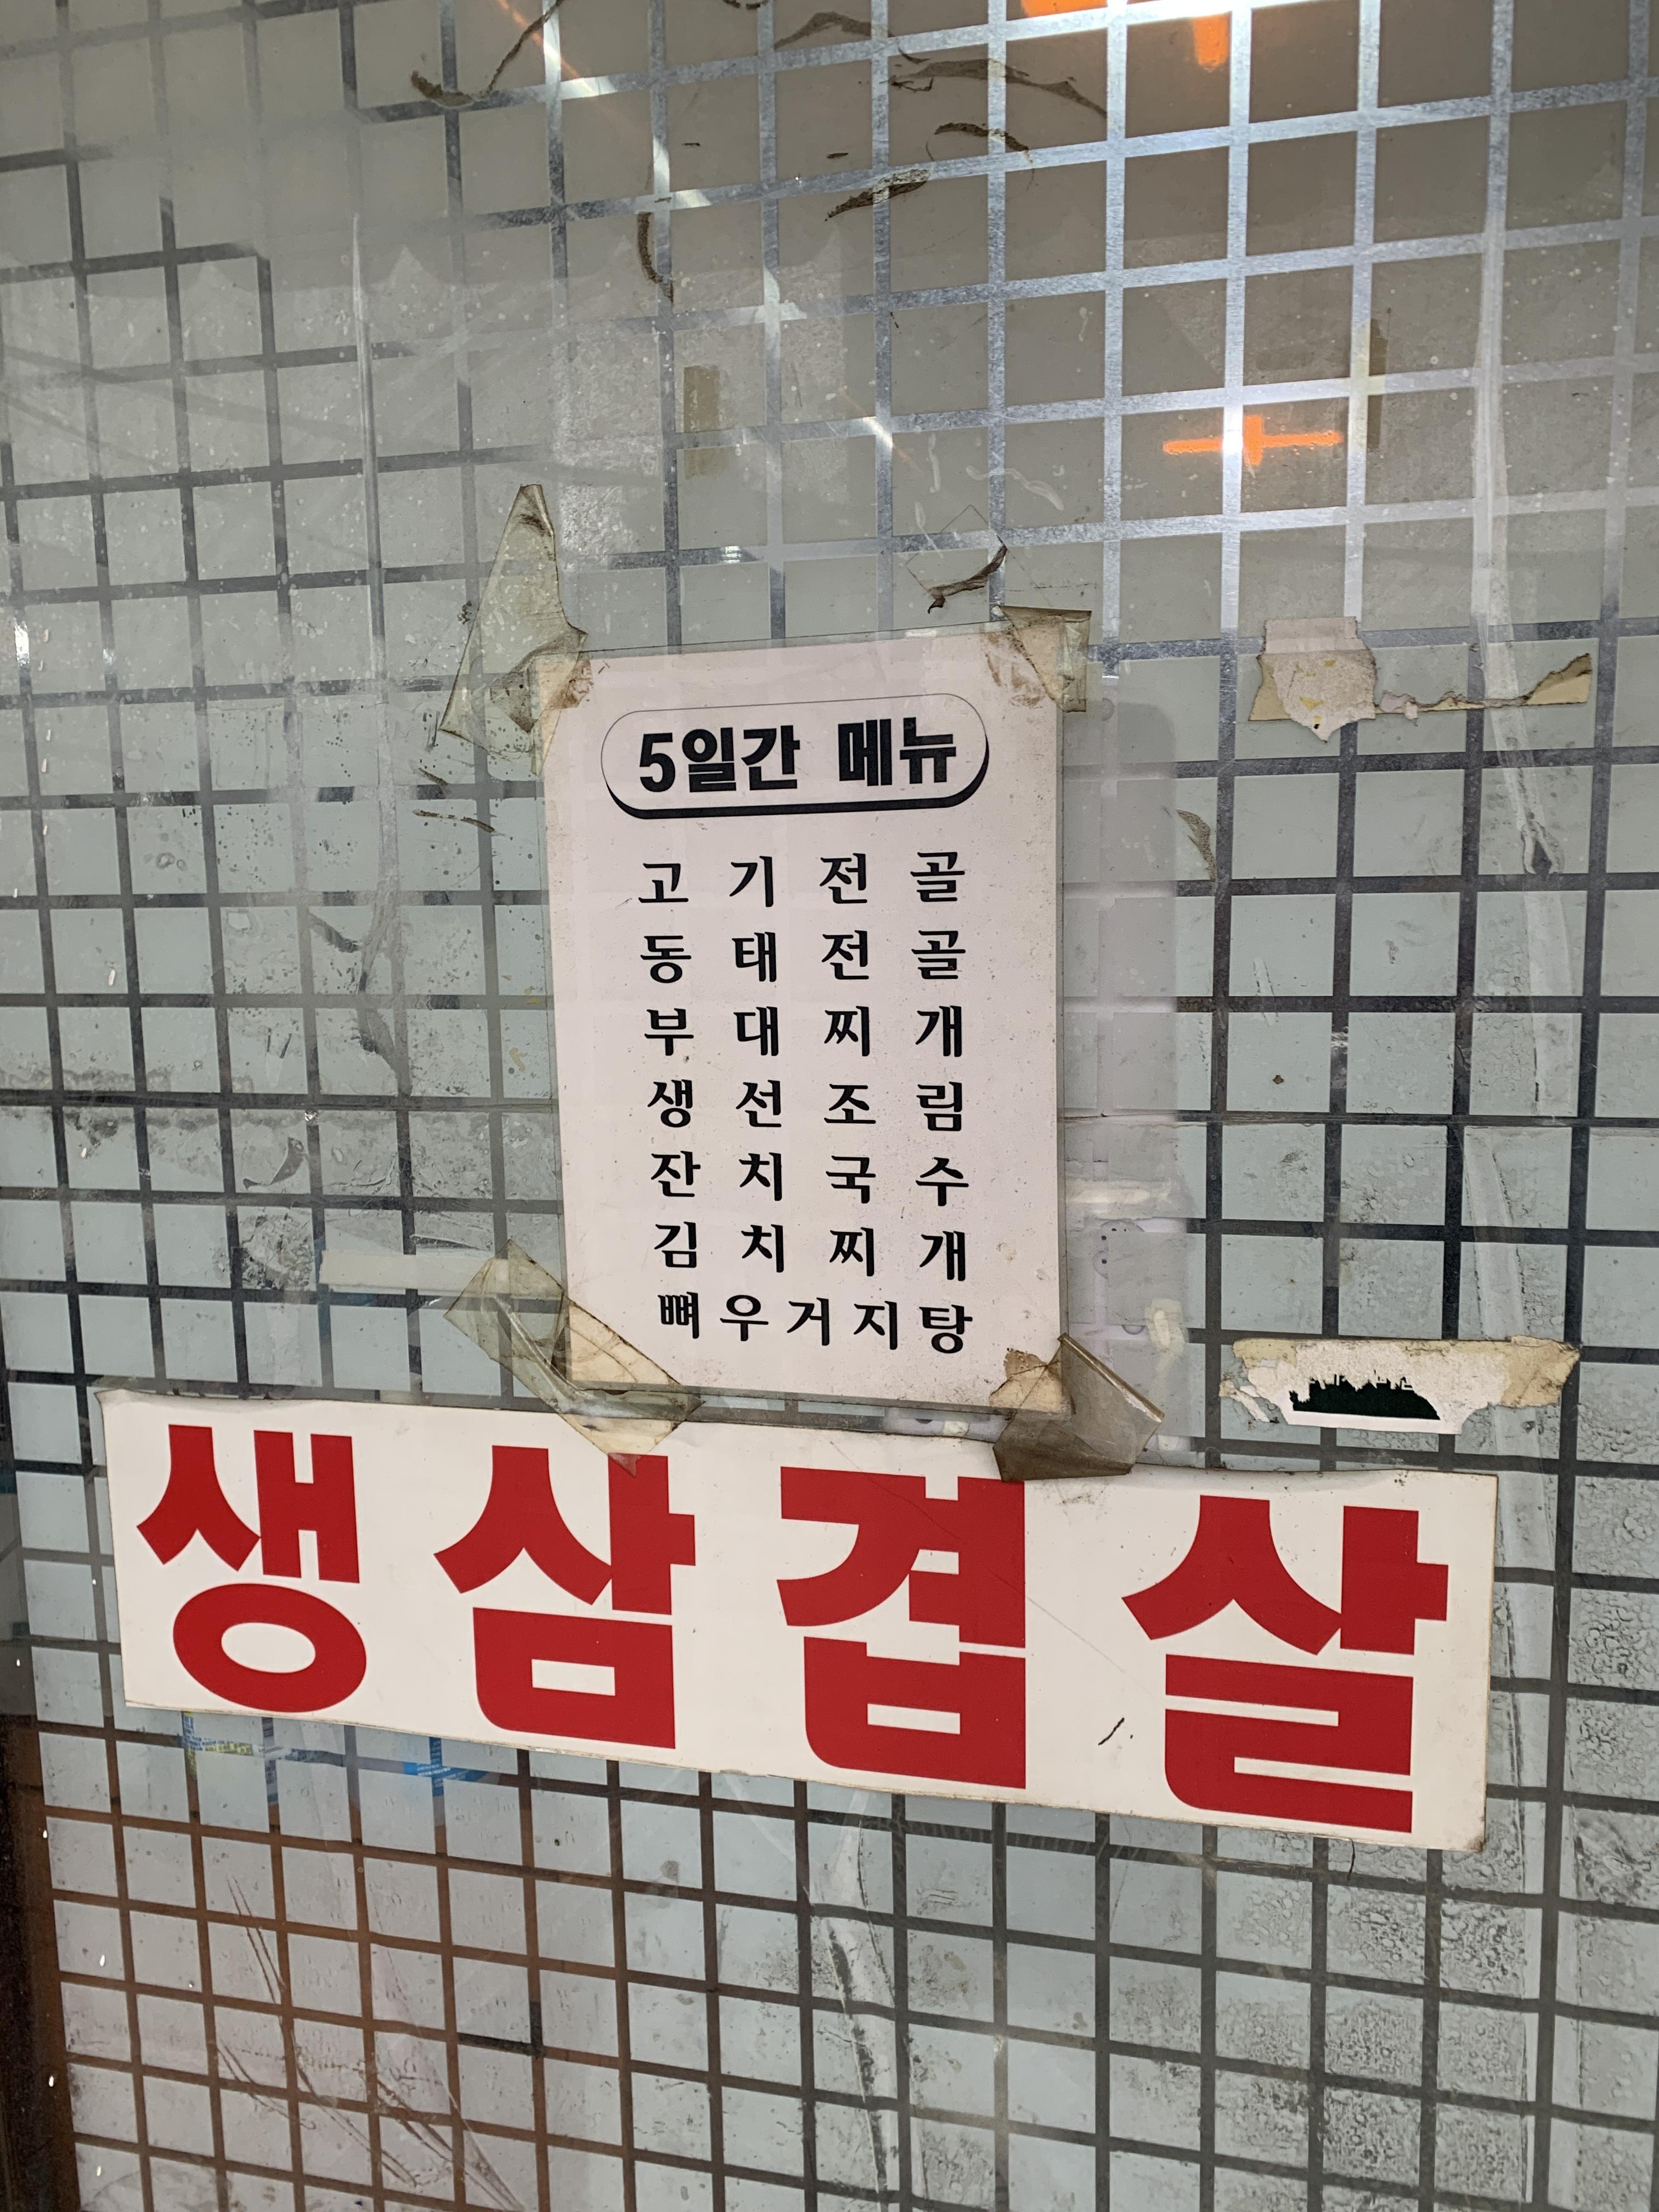 5일간 메뉴
고기전골
동태전골
부대찌개
생선조림
잔치국수
김치찌개
뼈우거지탕
생삼겹살